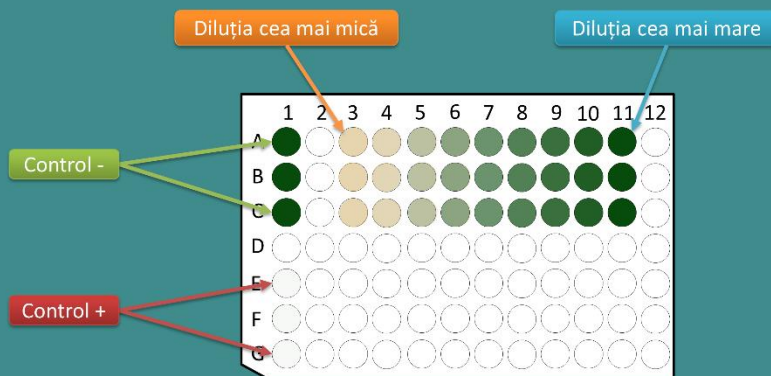 Diluția cea mai mică
Diluția cea mai mare
1 2 3 4 5 6 7 8 9 10 11 12
A
Control -
B
C
D
E
Control +
F
G